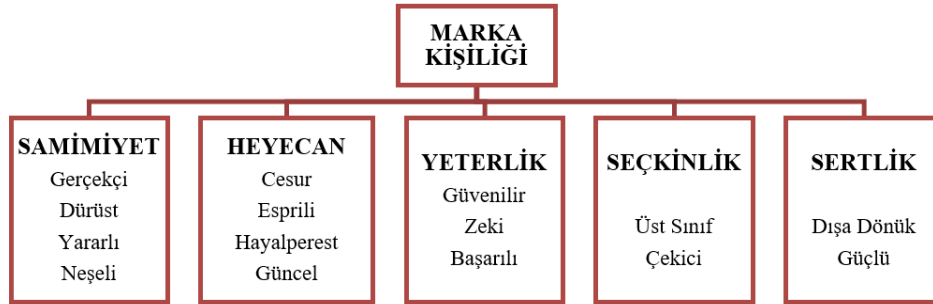 MARKA
KİŞİLİĞİ
SAMİMİYET
Gerçekçi
Dürüst
Yararlı
Neşeli
HEYECAN
Cesur
Esprili
Hayalperest
Güncel
YETERLİK
Güvenilir
Zeki
Başarılı
SEÇKİNLİK
Üst Sınıf
Çekici
SERTLİK
Dışa Dönük
Güçlü